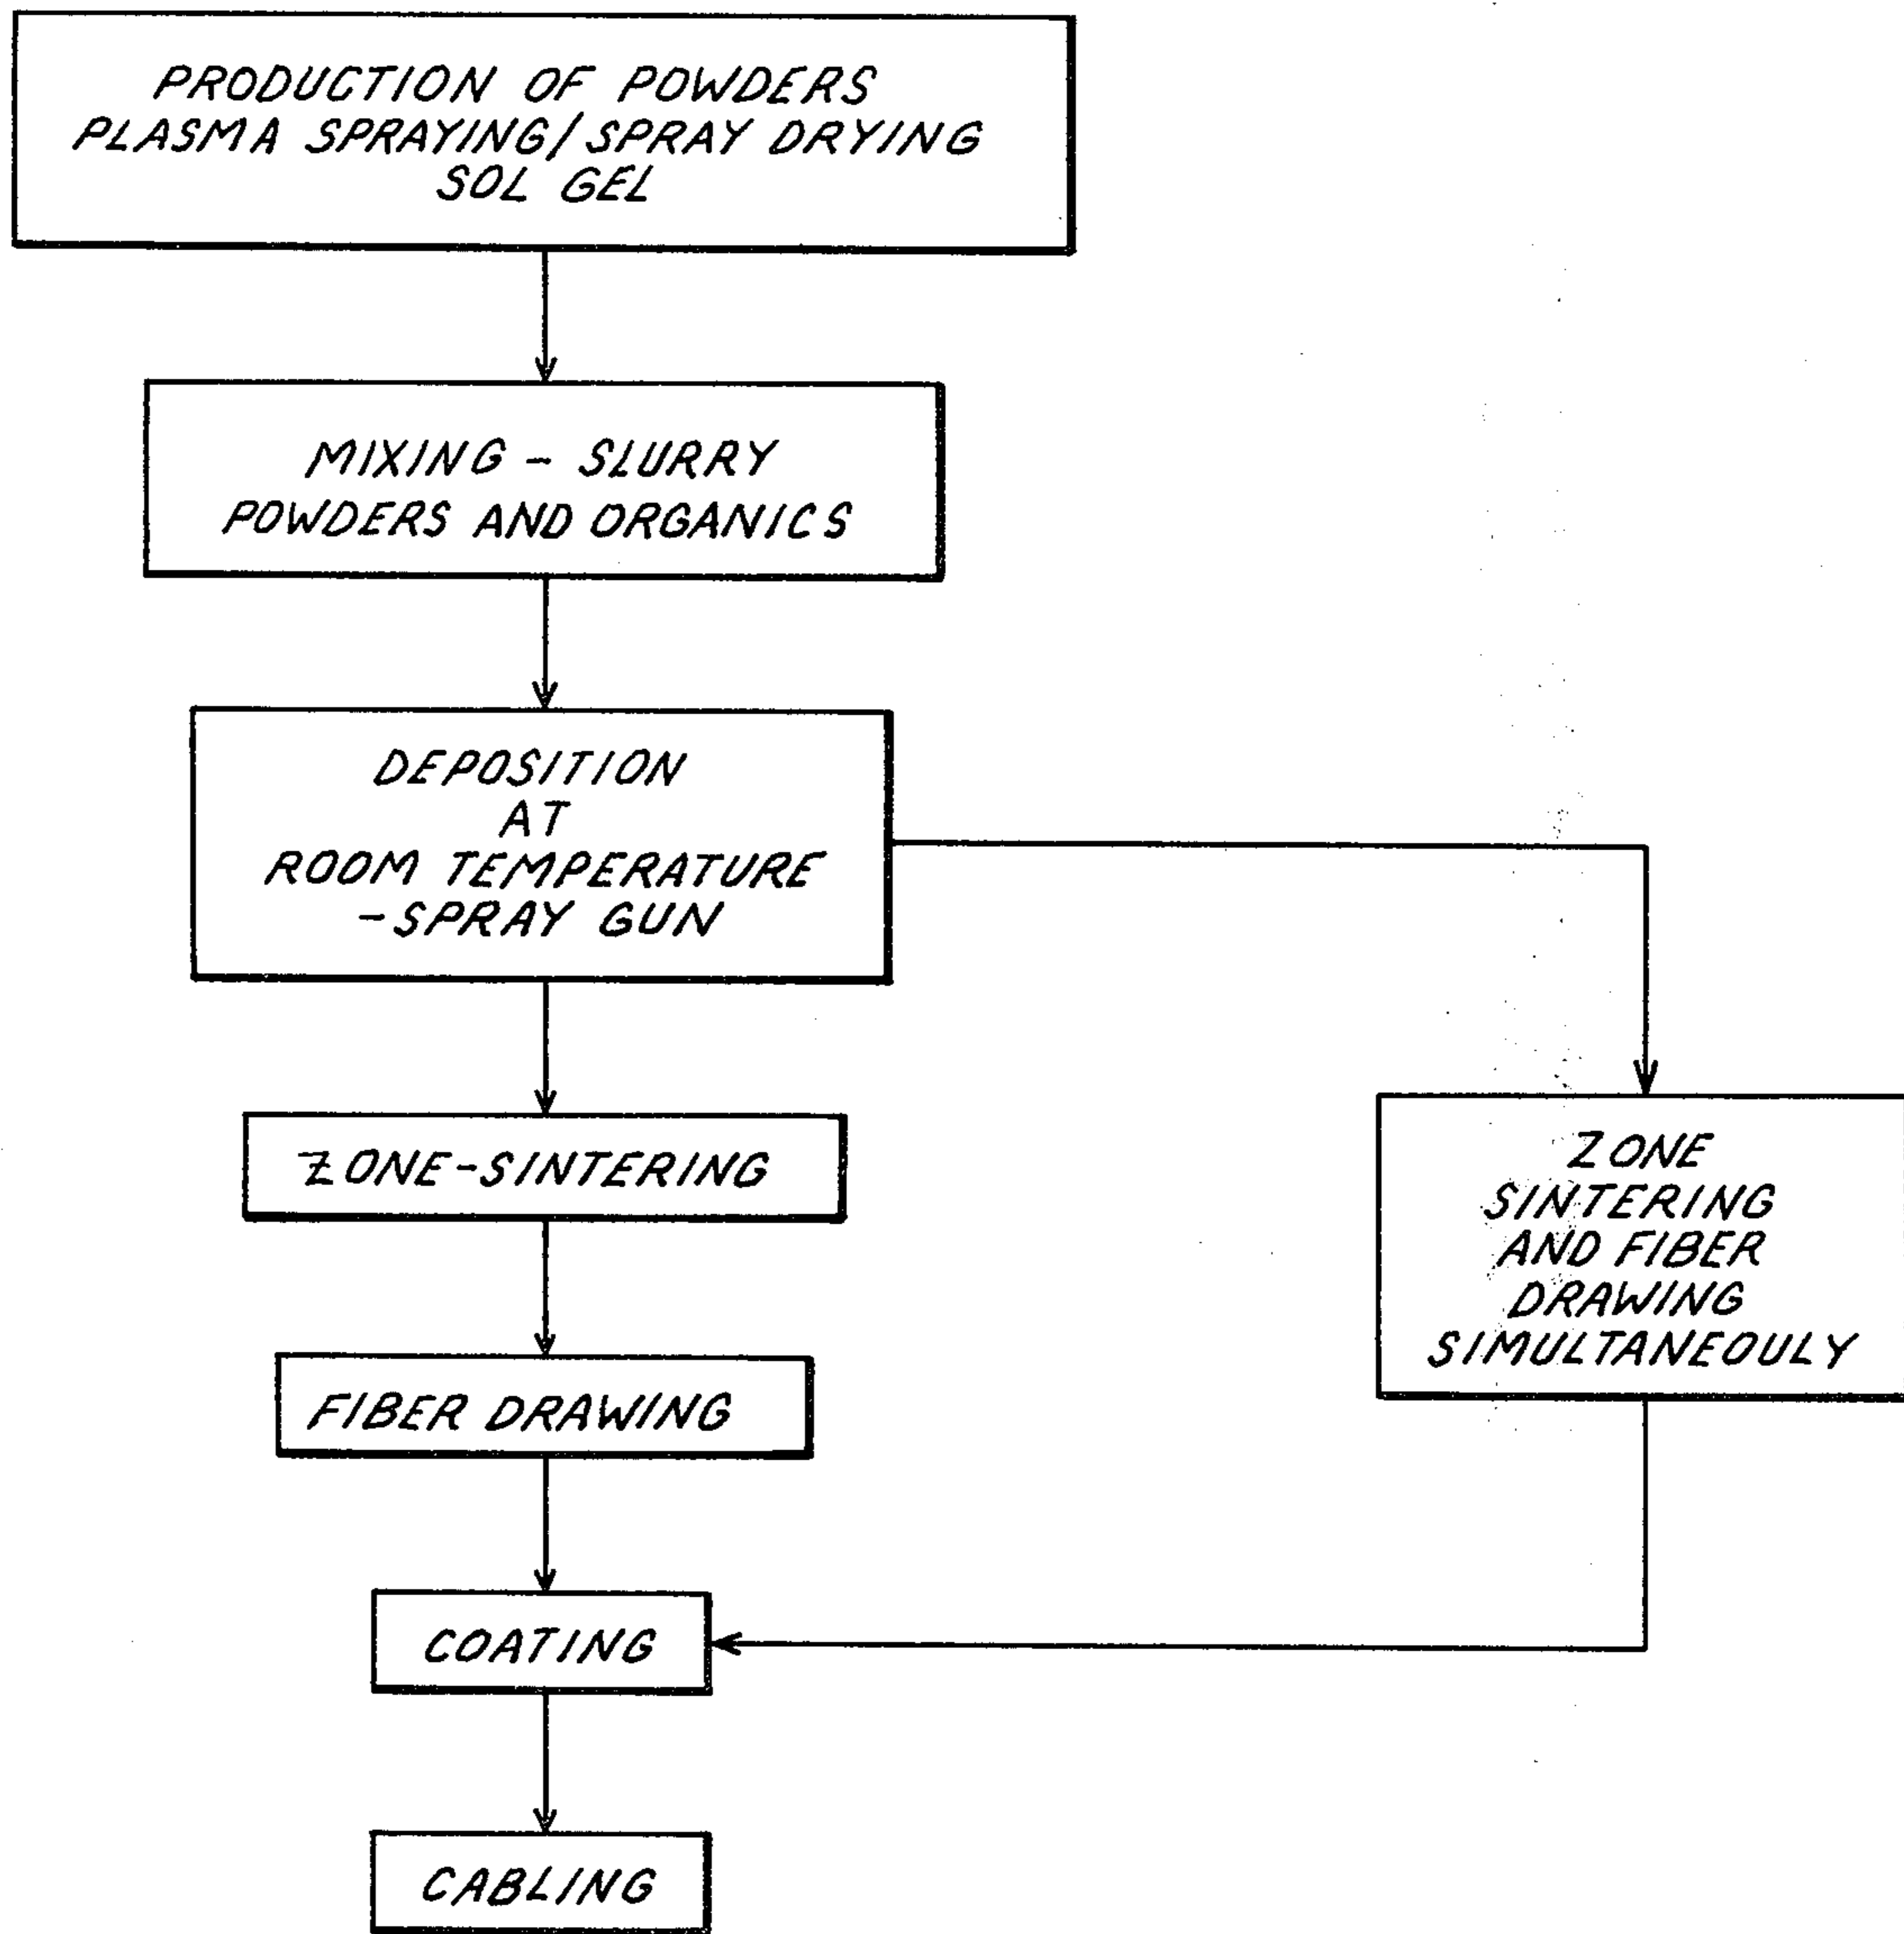 PRODUCTION OF POWDERS
PLASMA SPRAYING/SPRAY DRYING
SOL GEL
MIXING - SLURRY
POWDERS AND ORGANICS
DEPOSITION
AT
ROOM TEMPERATURE
-SPRAY GUN
ZONE-SINTERING
ZONE
SINTERING
AND FIBER
DRAWING
SIMULTANEOULY
FIBER DRAWING
COATING
CABLING